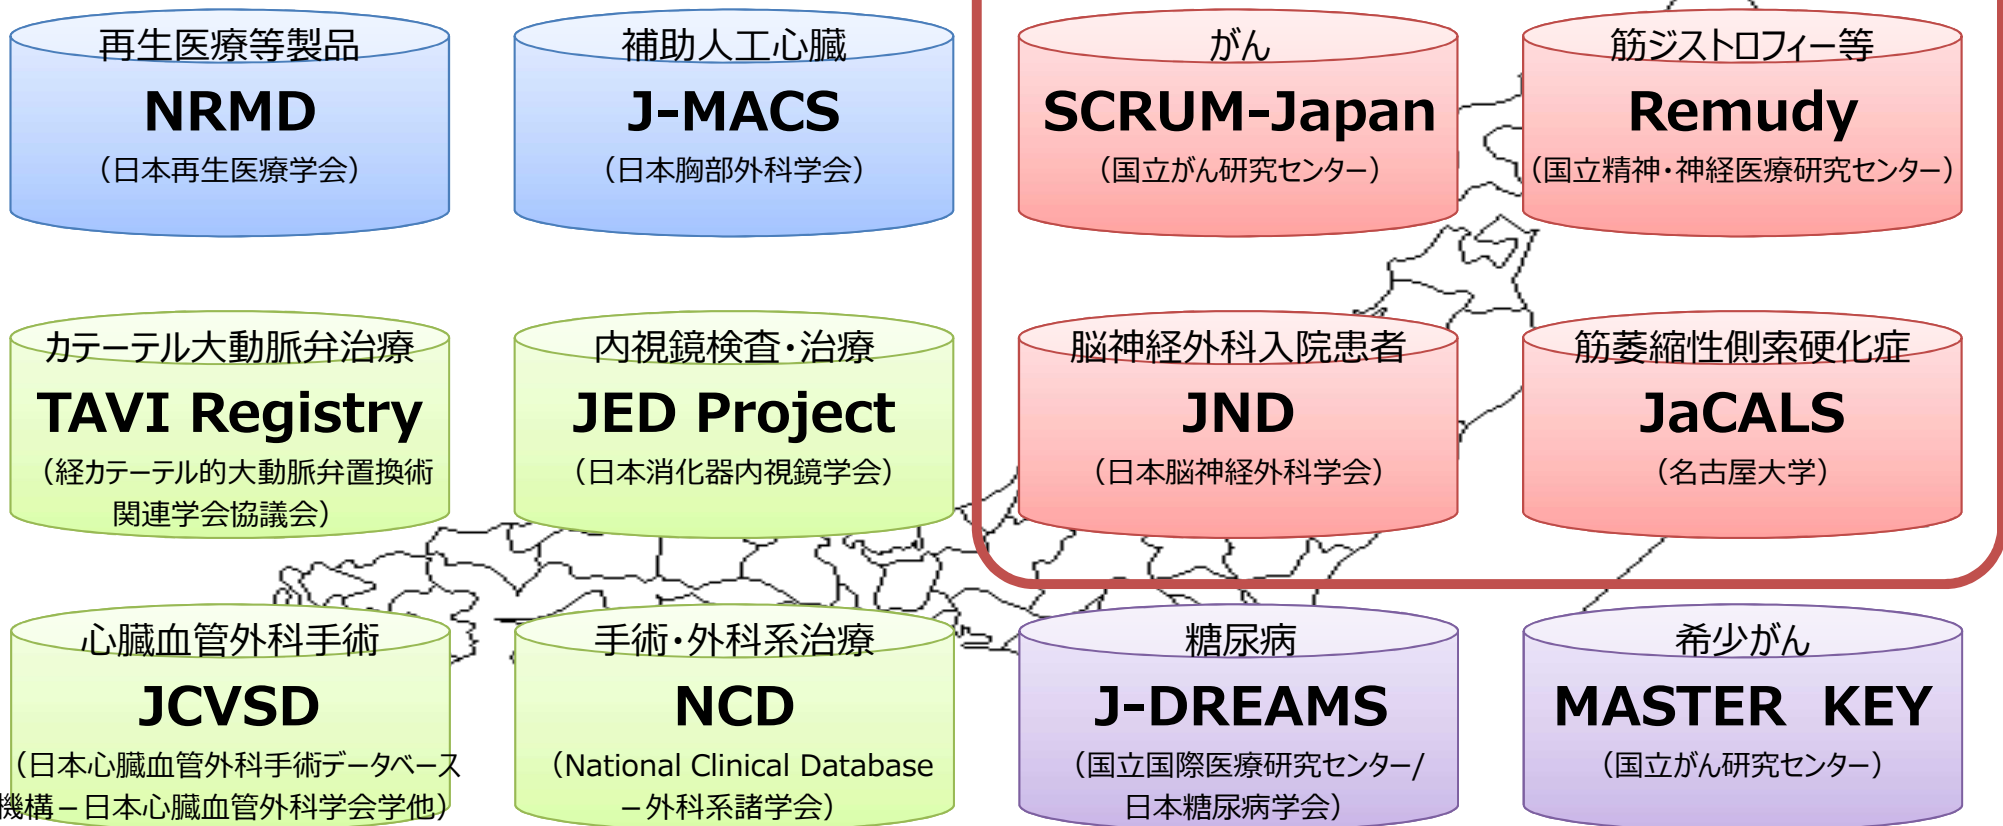 再生医療等製品
NRMD
（日本再生医療学会）
補助人工心臓
J-MACS
（日本胸部外科学会）
がん
SCRUM-Japan
（国立がん研究センター）
筋ジストロフィー等
Remudy
（国立精神・神経医療研究センター）
カテーテル大動脈弁治療
TAVI Registry
（経カテーテル的大動脈弁置換術
関連学会協議会）
内視鏡検査・治療
JED Project
（日本消化器内視鏡学会）
脳神経外科入院患者
JND
（日本脳神経外科学会）
筋萎縮性側索硬化症
JaCALS
（名古屋大学）
心臓血管外科手術
JCVSD
（日本心臓血管外科手術データベース
機構－日本心臓血管外科学会学他）
手術・外科系治療
NCD
（National Clinical Database
－外科系諸学会）
糖尿病
J-DREAMS
（国立国際医療研究センター/
日本糖尿病学会）
希少がん
MASTER KEY
（国立がん研究センター）